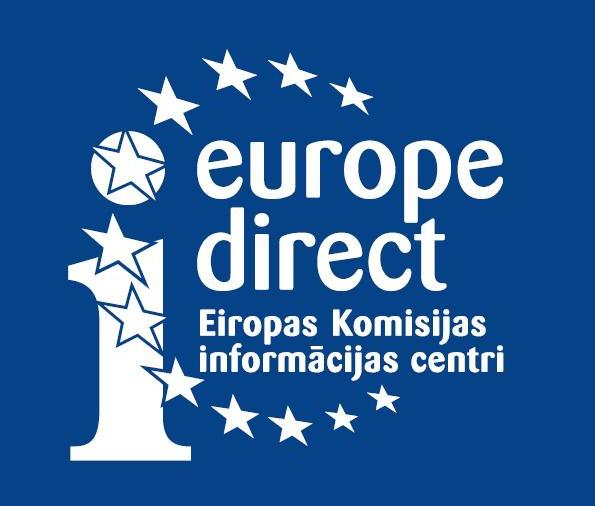 europe
direct
Eiropas Komisijas
informācijas centri